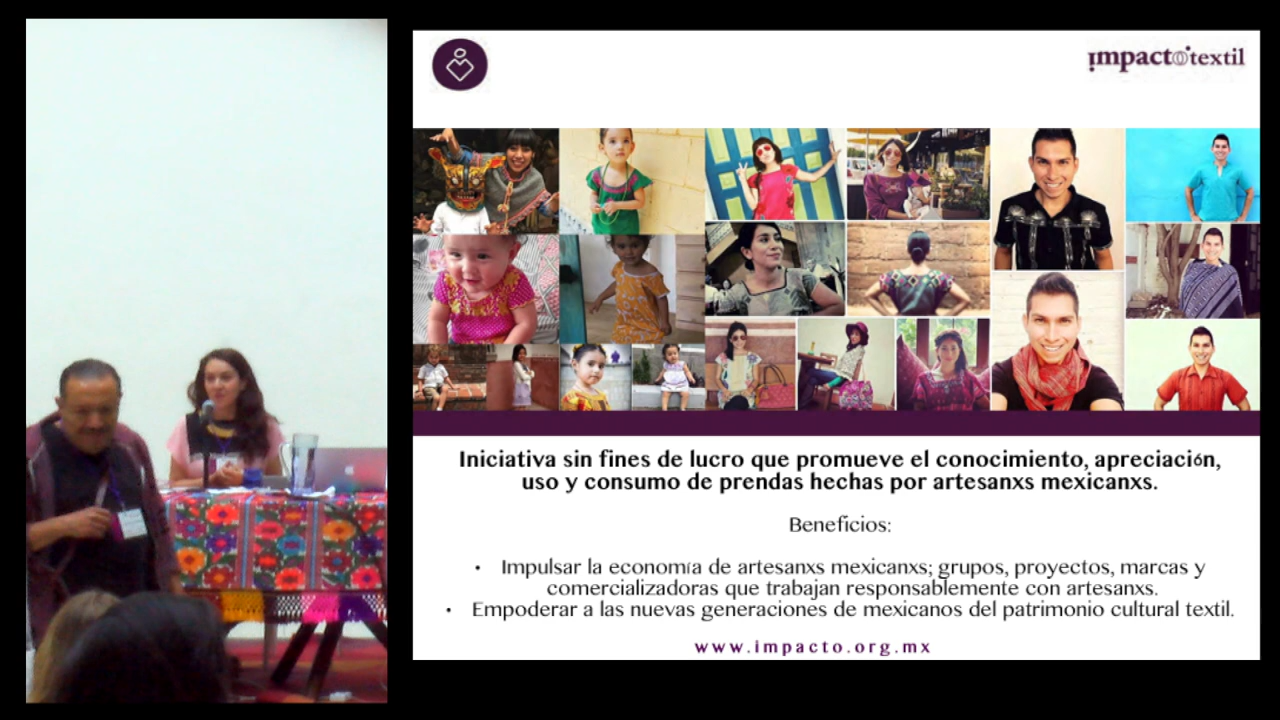 impacto textil
Iniciativa sin fines de lucro que promueve el conocimiento, apreciación,
uso y consumo de prendas hechas por artesanxs mexicanxs.
Beneficios:
• Impulsar la economía de artesanxs mexicanxs; grupos, proyectos, marcas y
comercializadoras que trabajan responsablemente con artesanxs.
• Empoderar a las nuevas generaciones de mexicanos del patrimonio cultural textil.
www.impacto.org.mx